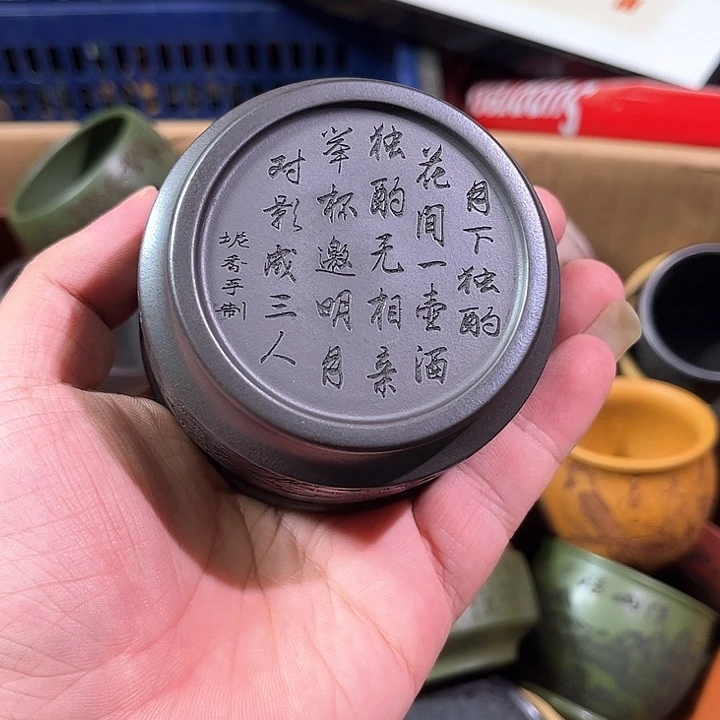 月下独酌
花间一壶酒
独酌无相亲
举杯邀明月
对影成三人
坭香手制